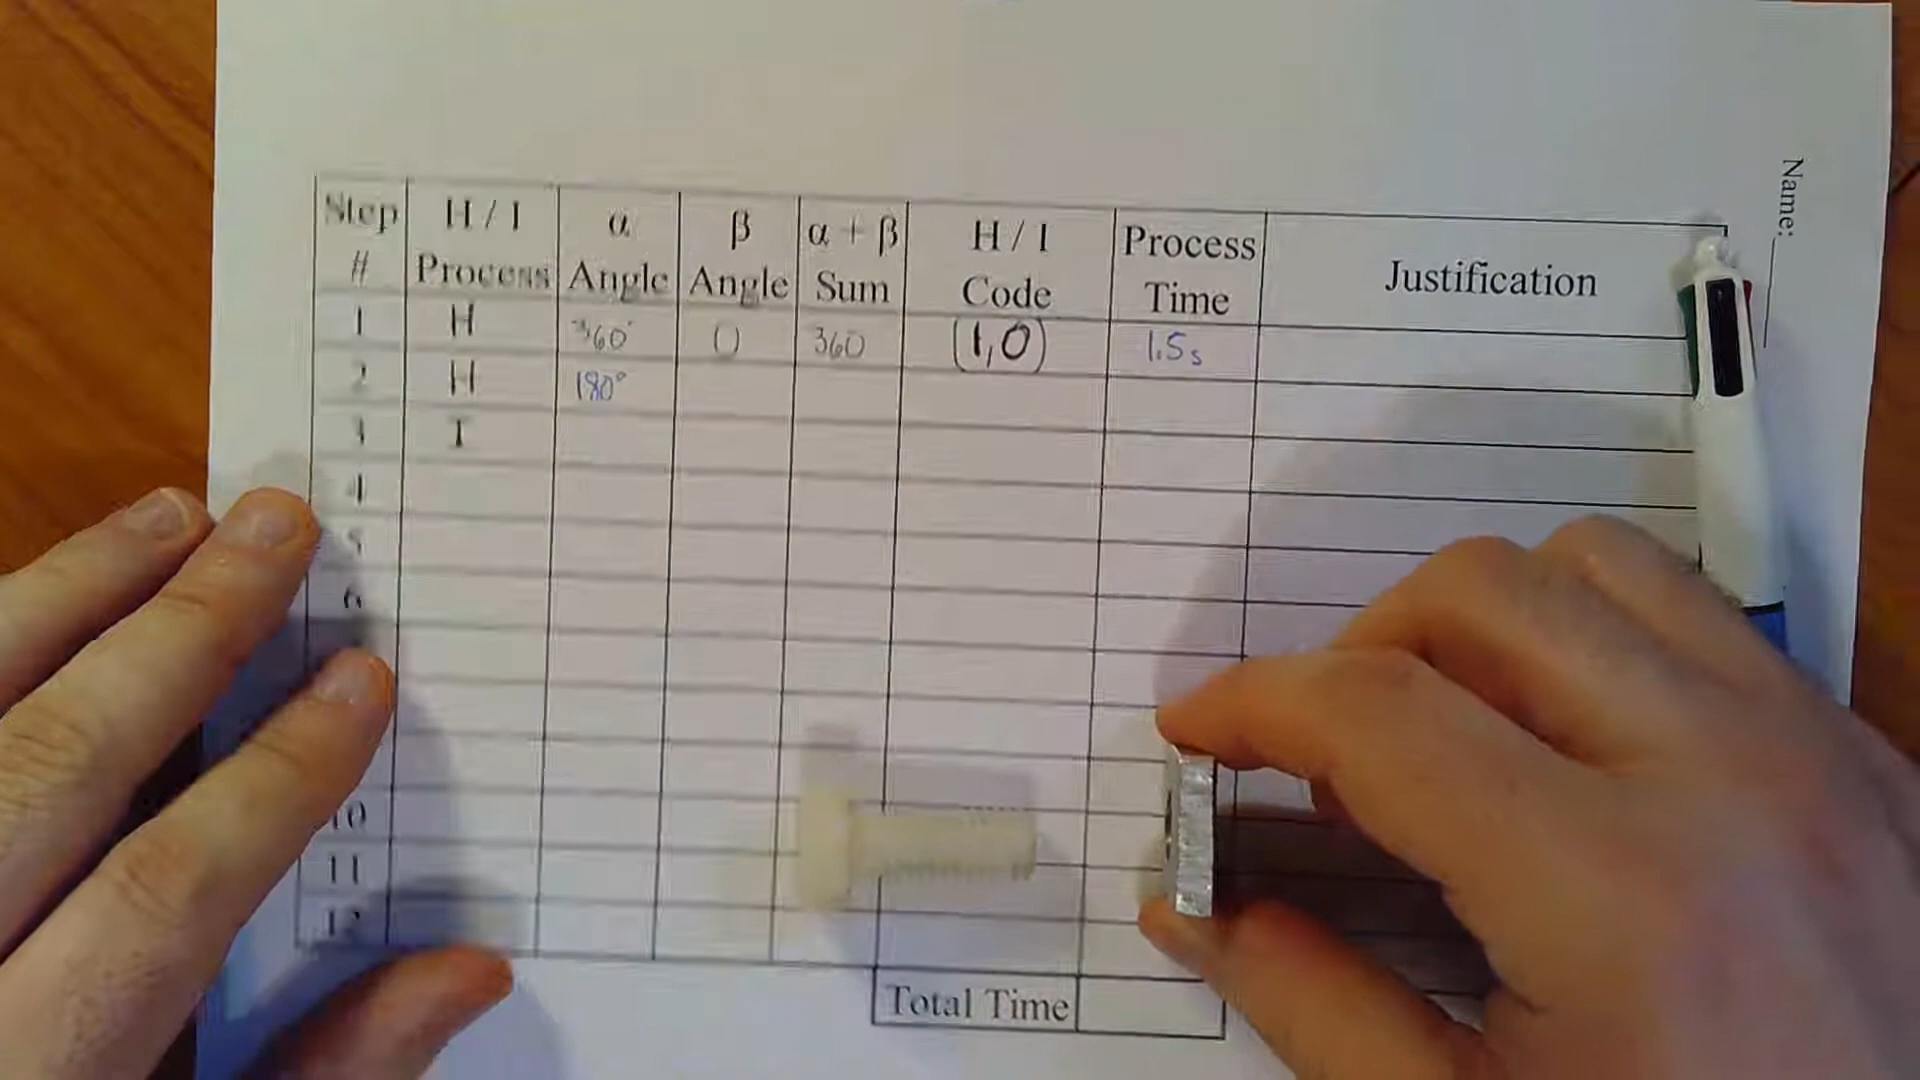 Name:
Step # H / I Process α Angle β Angle α + β Sum H / I Code Process Time Justification
1 H 360° 0 360 (1,0) 1.5s
2 H 180°
3 I
4
5
6
10
11
12
Total Time